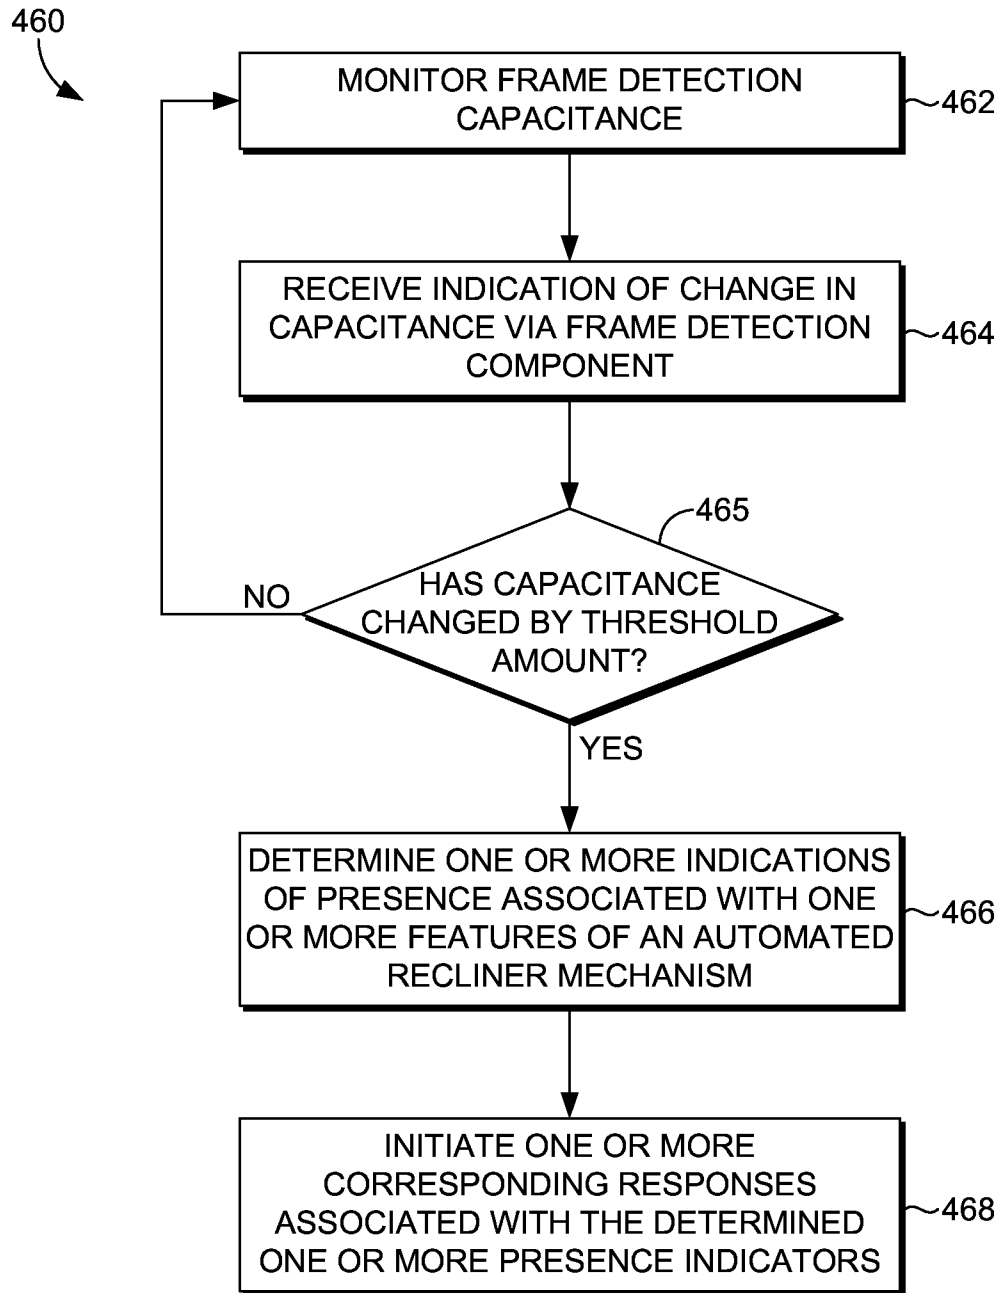 460
MONITOR FRAME DETECTION
CAPACITANCE
462
RECEIVE INDICATION OF CHANGE IN
CAPACITANCE VIA FRAME DETECTION
COMPONENT
464
465
HAS CAPACITANCE
CHANGED BY THRESHOLD
AMOUNT?
NO
YES
DETERMINE ONE OR MORE INDICATIONS
OF PRESENCE ASSOCIATED WITH ONE
OR MORE FEATURES OF AN AUTOMATED
RECLINER MECHANISM
466
INITIATE ONE OR MORE
CORRESPONDING RESPONSES
ASSOCIATED WITH THE DETERMINED
ONE OR MORE PRESENCE INDICATORS
468